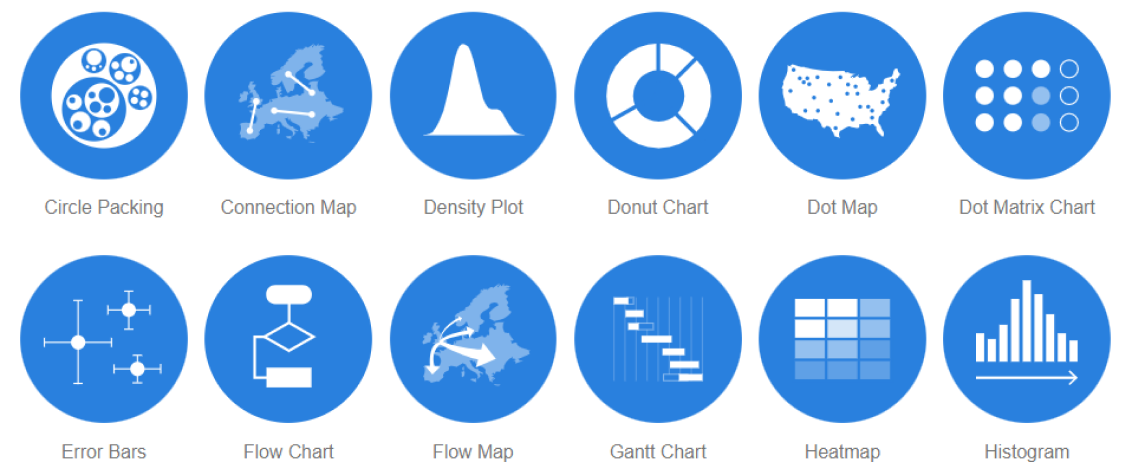 Circle Packing
Connection Map
Density Plot
Donut Chart
Dot Map
Dot Matrix Chart
Error Bars
Flow Chart
Flow Map
Gantt Chart
Heatmap
Histogram